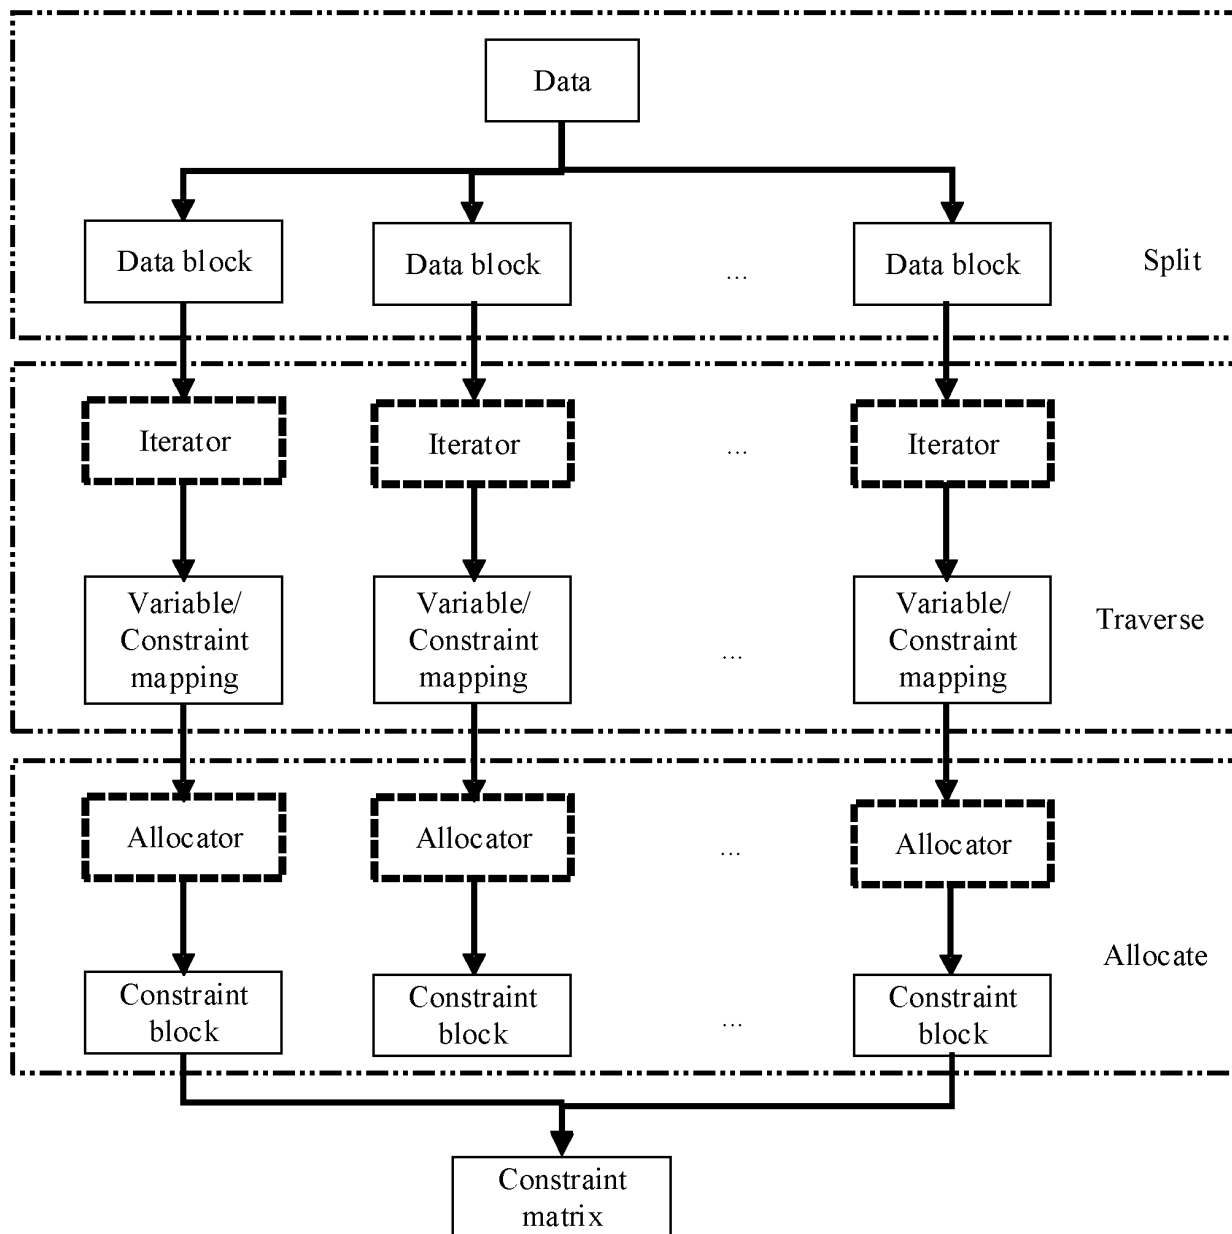 Data
Data block
Data block
...
Data block
Split
Iterator
Iterator
...
Iterator
Variable/
Constraint
mapping
Variable/
Constraint
mapping
...
Variable/
Constraint
mapping
Traverse
Allocator
Allocator
...
Allocator
Allocate
Constraint
block
Constraint
block
...
Constraint
block
Constraint
matrix